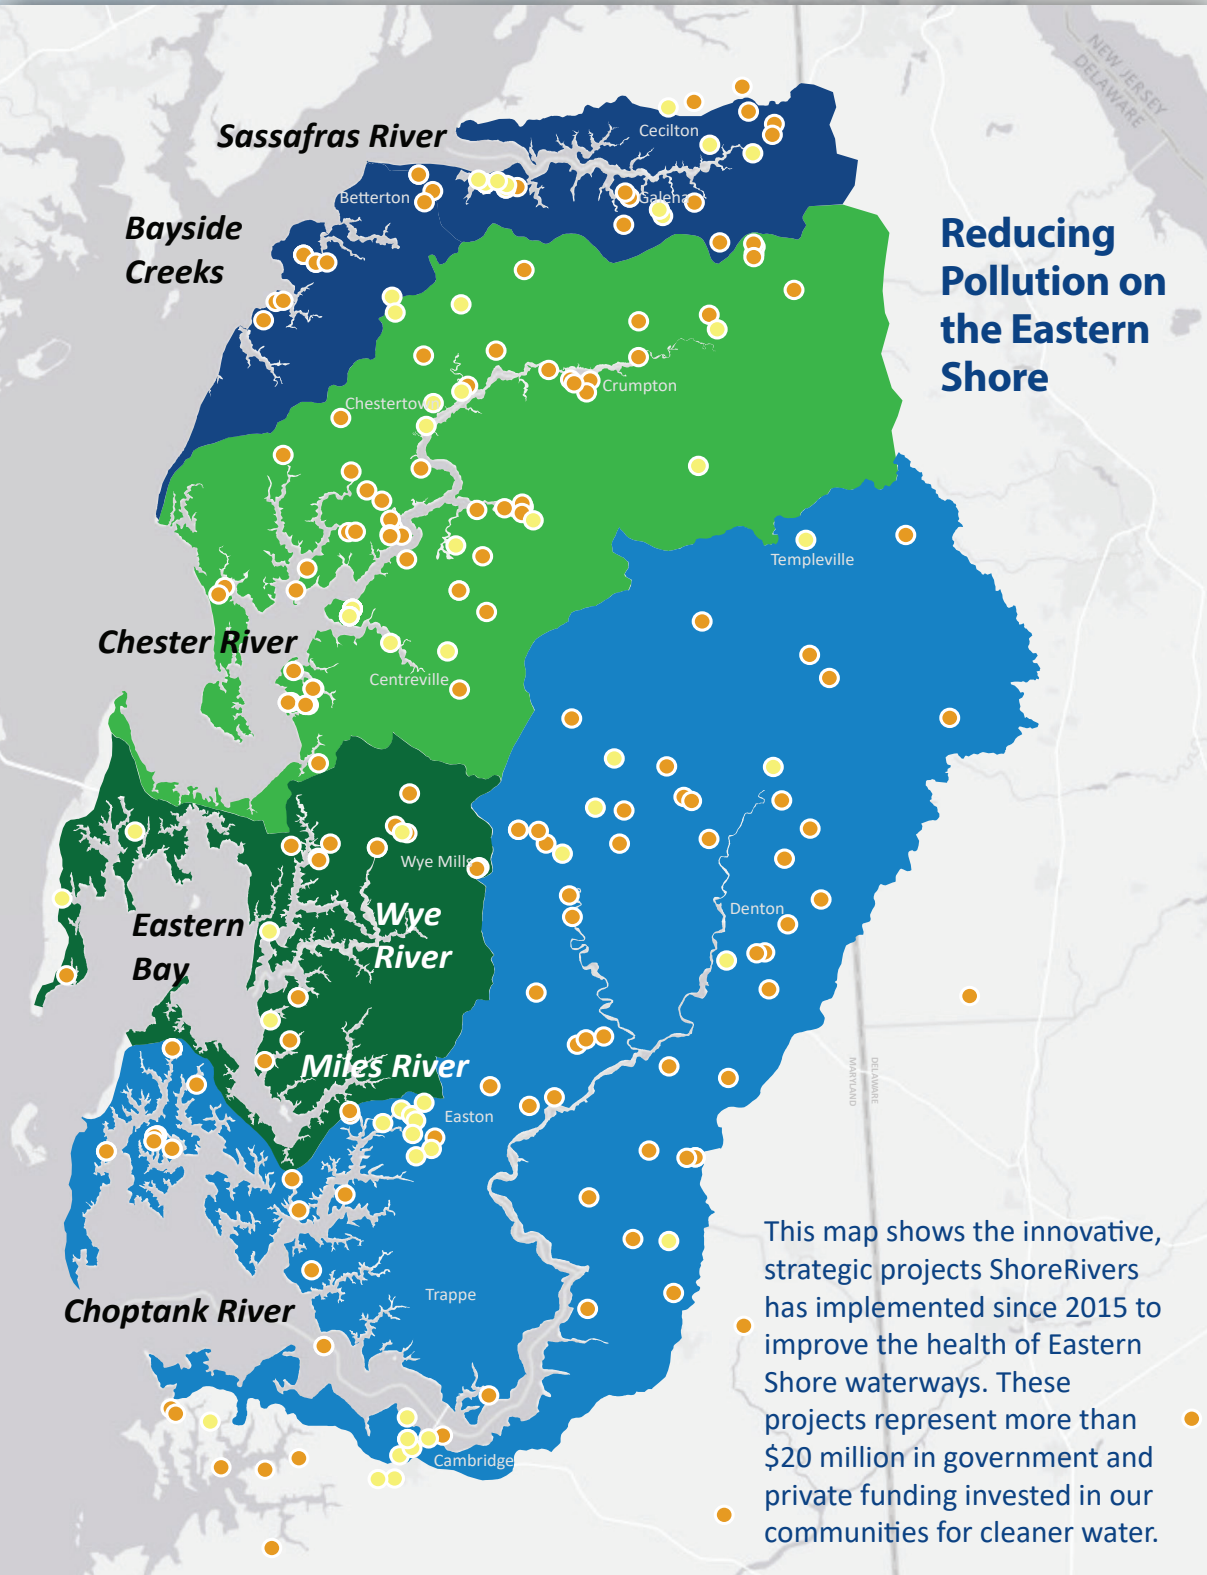 NEW JERSEY
DELAWARE
Sassafras River
Cecilton
Betterton
Galena
Bayside
Creeks
Reducing
Pollution on
the Eastern
Shore
Crumpton
Templeville
Chester River
Centreville
Wye Mills
Wye
River
Eastern
Bay
Denton
Miles River
MARYLAND
DELAWARE
Easton
Trappe
Choptank River
Cambridge
This map shows the innovative,
strategic projects ShoreRivers
has implemented since 2015 to
improve the health of Eastern
Shore waterways. These
projects represent more than
$20 million in government and
private funding invested in our
communities for cleaner water.